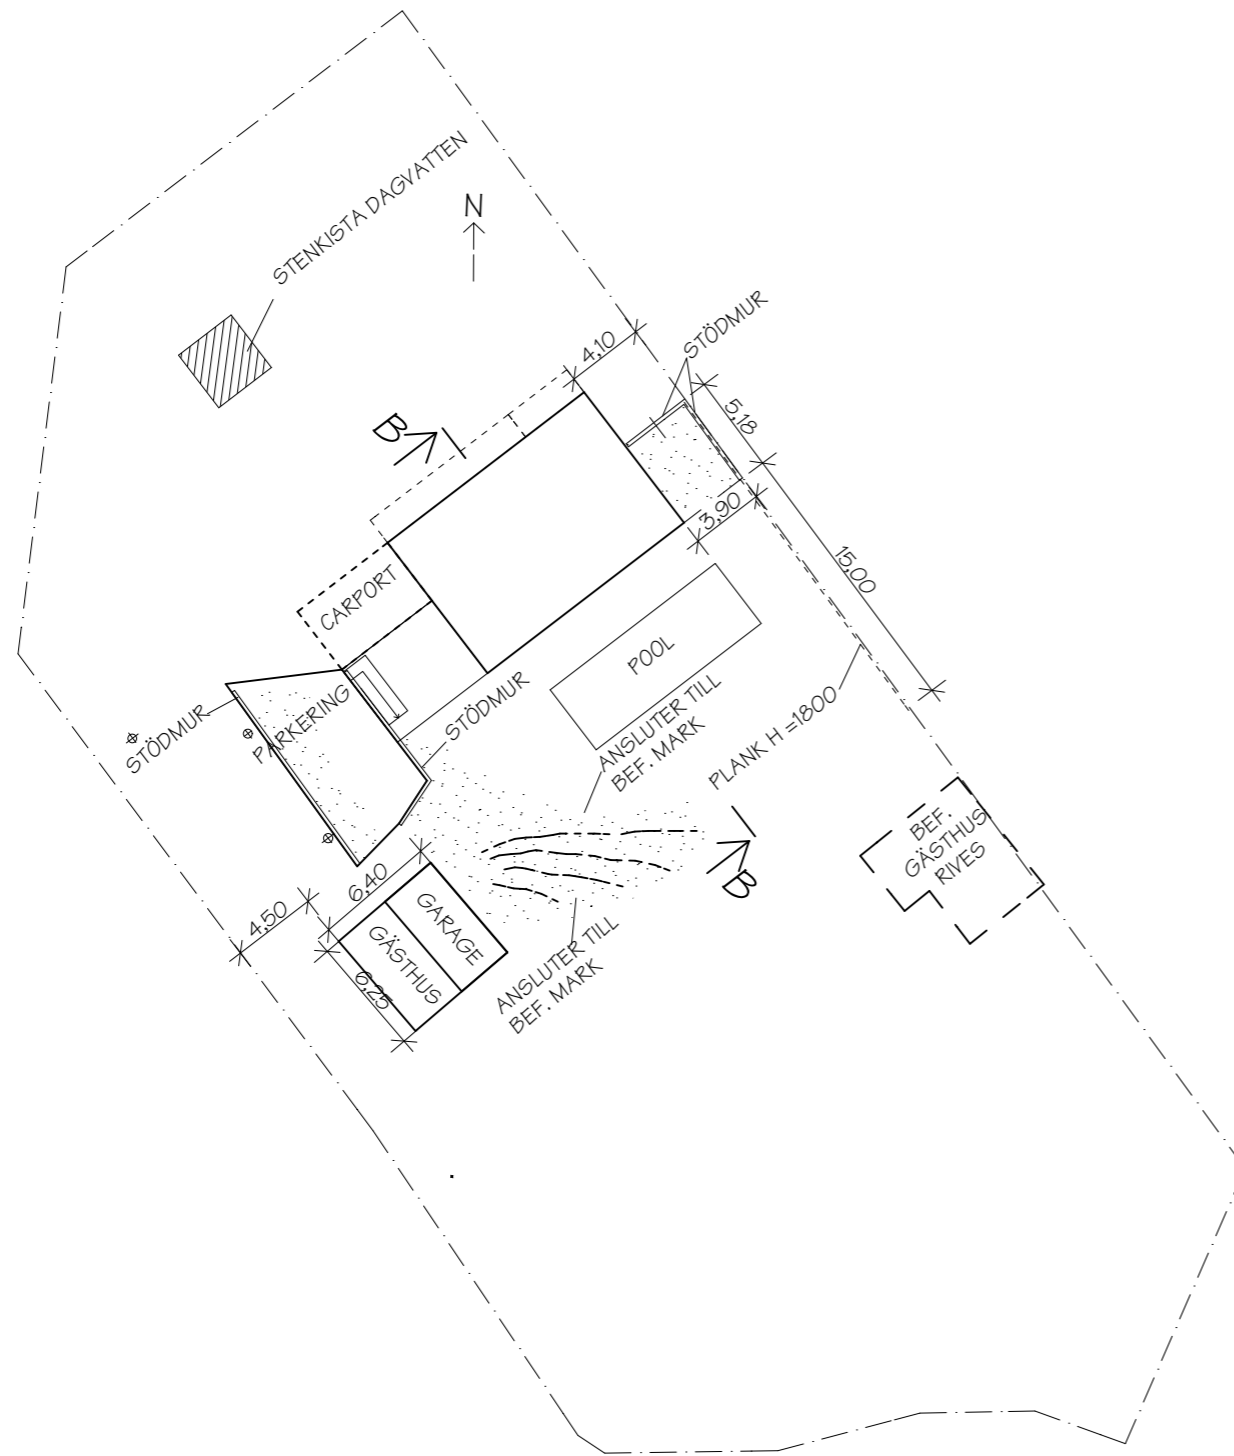 STENKISTA DAGVATTEN
N
4,10
STÖDMUR
5,18
B
3,90
15,00
CARPORT
POOL
PARKERING
STÖDMUR
STÖDMUR
ANSLUTER TILL
BEF. MARK
PLANK H =1800
BEF.
GÄSTHUS
RIVES
B
6,40
4,50
GARAGE
GÄSTHUS
6,25
ANSLUTER TILL
BEF. MARK